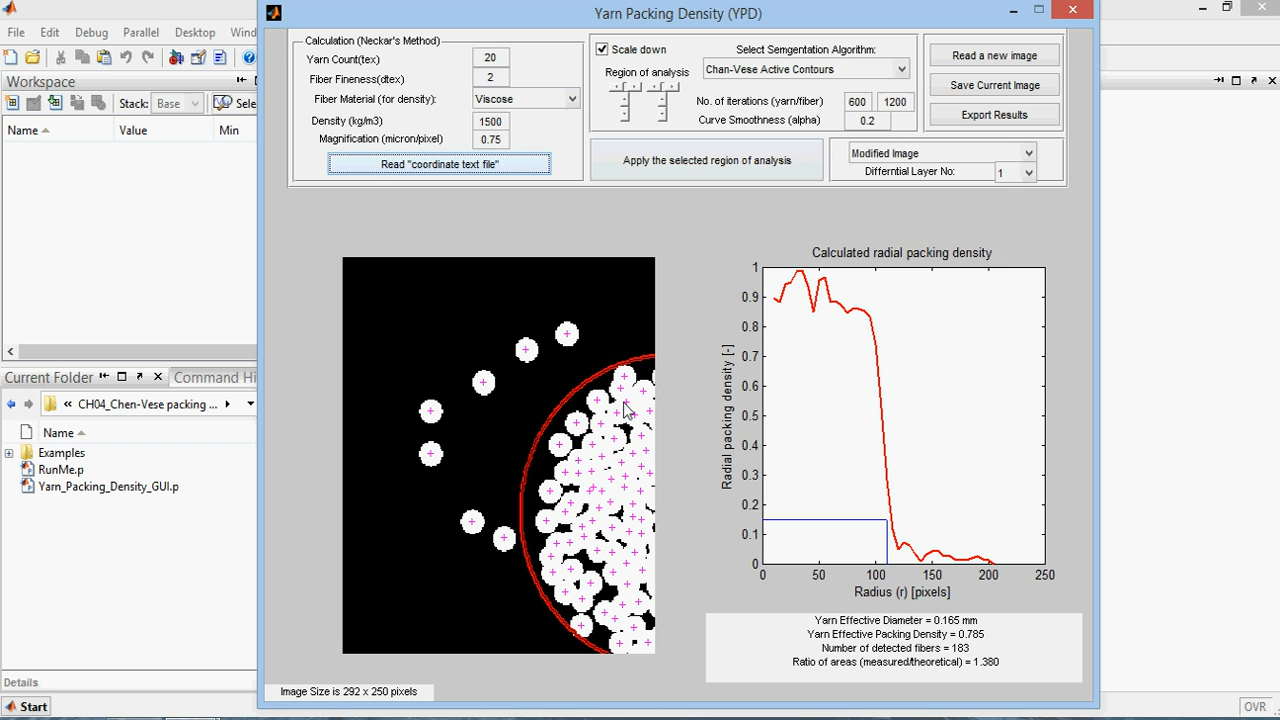 Yarn Packing Density (YPD)
File Edit Debug Parallel Desktop Wind
Workspace
Stack: Base Sele
Name Value Min
Calculation (Neckar's Method)
Yarn Count(tex) 20
Fiber Fineness(dtex) 2
Fiber Material (for density): Viscose
Density (kg/m3) 1500
Magnification (micron/pixel) 0.75
Read "coordinate text file"
Scale down
Select Semgentation Algorithm:
Region of analysis
Chan-Vese Active Contours
No. of iterations (yarn/fiber) 600 1200
Curve Smoothness (alpha) 0.2
Read a new image
Save Current Image
Export Results
Apply the selected region of analysis
Modified Image
Differntial Layer No: 1
Calculated radial packing density
Radial packing density [-]
1
0.9
0.8
0.7
0.6
0.5
0.4
0.3
0.2
0.1
0
0 50 100 150 200 250
Radius (r) [pixels]
Yarn Effective Diameter = 0.165 mm
Yarn Effective Packing Density = 0.785
Number of detected fibers = 183
Ratio of areas (measured/theoretical) = 1.380
Image Size is 292 x 250 pixels
Current Folder Command Hi
« CH04_Chen-Vese packing ...
Name
Examples
RunMe.p
Yarn_Packing_Density_GUI.p
Details
Start
OVR